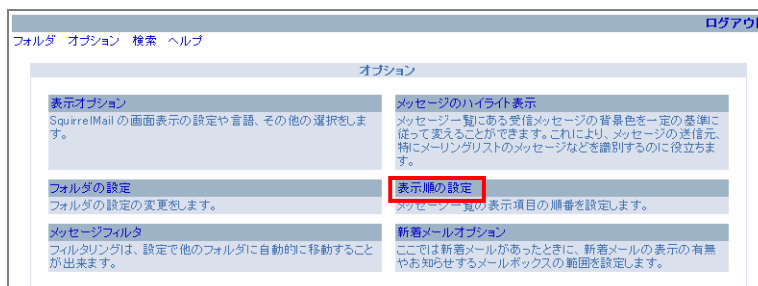 ログアウト
フォルダ オプション 検索 ヘルプ
オプション
表示オプション
SquirrelMail の画面表示の設定や言語、その他の選択をしま
す。
メッセージのハイライト表示
メッセージ一覧にある受信メッセージの背景色を一定の基準に
従って変えることができます。これにより、メッセージの送信元、
特にメーリングリストのメッセージなどを識別するのに役立ちま
す。
フォルダの設定
フォルダの設定の変更をします。
表示順の設定
メッセージ一覧の表示項目の順番を設定します。
メッセージフィルタ
フィルタリングは、設定で他のフォルダに自動的に移動すること
が出来ます。
新着メールオプション
ここでは新着メールがあったときに、新着メールの表示の有無
やお知らせするメールボックスの範囲を設定します。